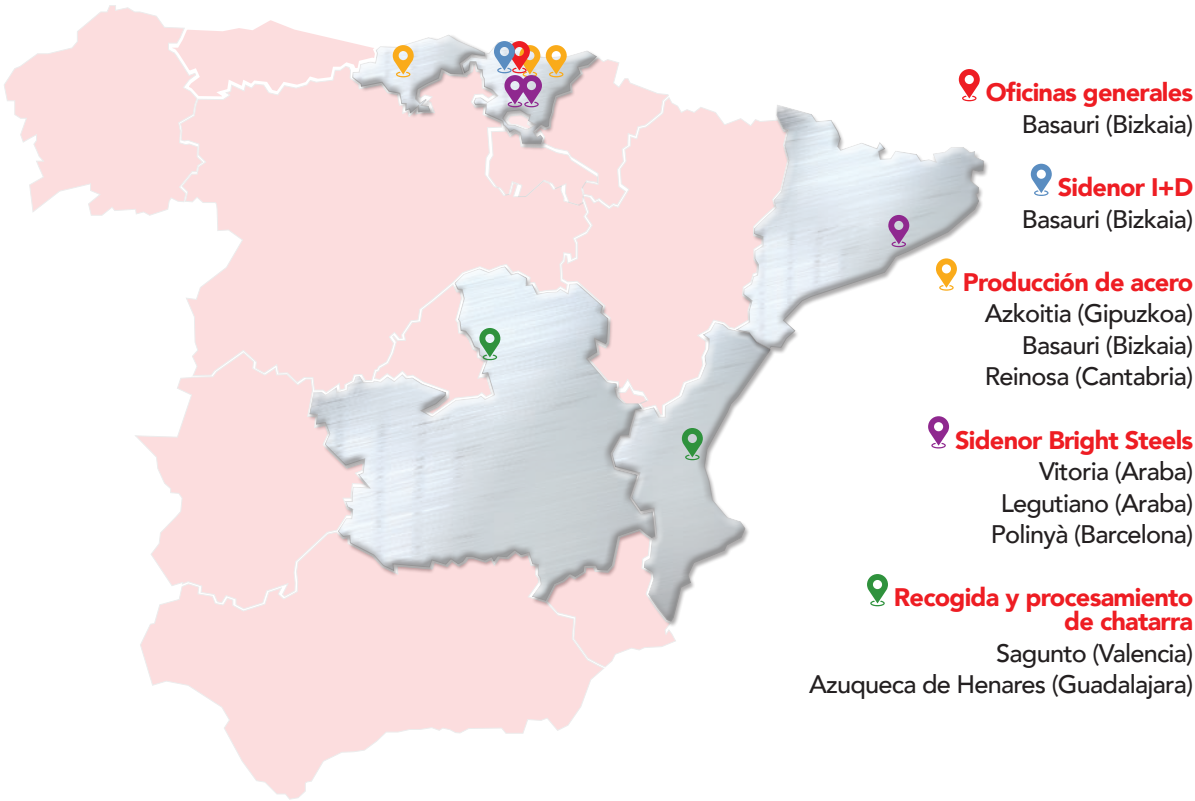 Oficinas generales
Basauri (Bizkaia)
Sidenor I+D
Basauri (Bizkaia)
Producción de acero
Azkoitia (Gipuzkoa)
Basauri (Bizkaia)
Reinosa (Cantabria)
Sidenor Bright Steels
Vitoria (Araba)
Legutiano (Araba)
Polinyà (Barcelona)
Recogida y procesamiento
de chatarra
Sagunto (Valencia)
Azuqueca de Henares (Guadalajara)